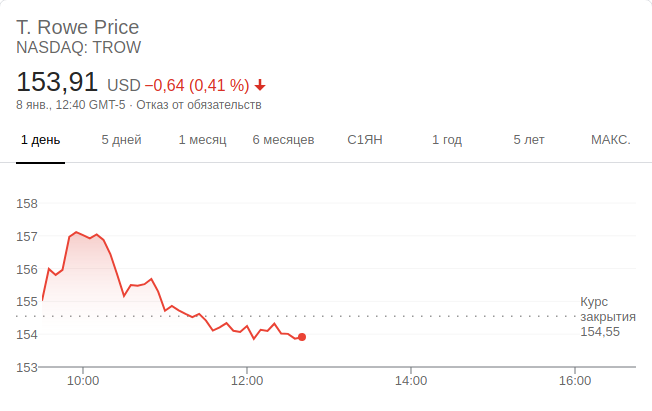 T. Rowe Price
NASDAQ: TROW
153,91 USD −0,64 (0,41 %)
8 янв., 12:40 GMT-5 · Отказ от обязательств
1 день 5 дней 1 месяц 6 месяцев С1ЯН 1 год 5 лет МАКС.
158
157
156
155
154
153
Курс
закрытия
154,55
10:00 12:00 14:00 16:00